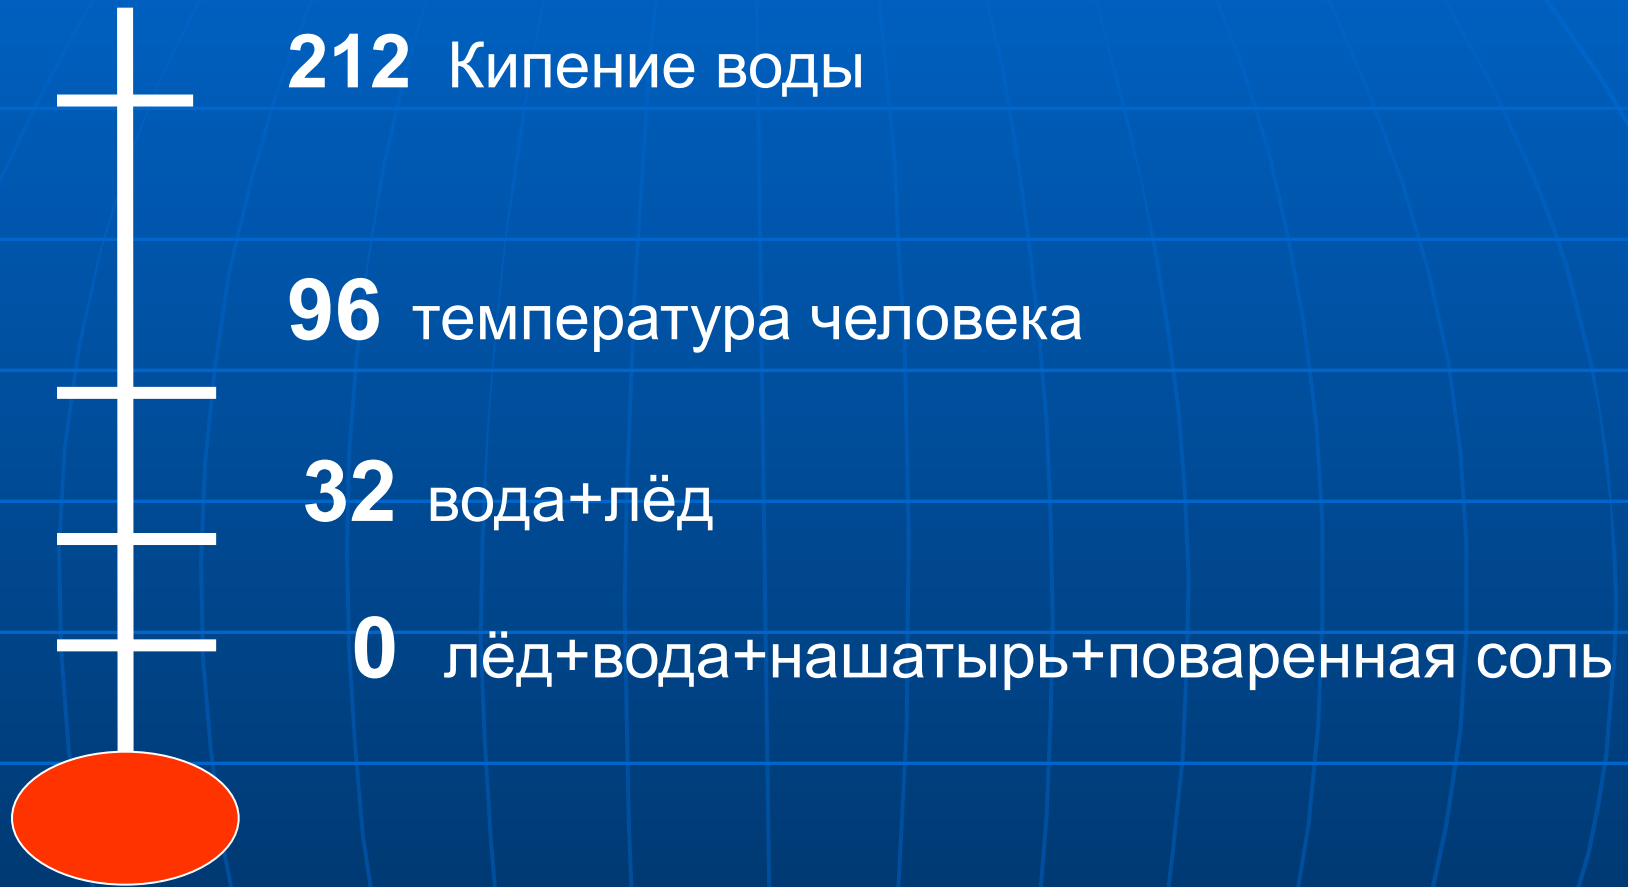 212 Кипение воды
96 температура человека
32 вода+лёд
0 лёд+вода+нашатырь+поваренная соль